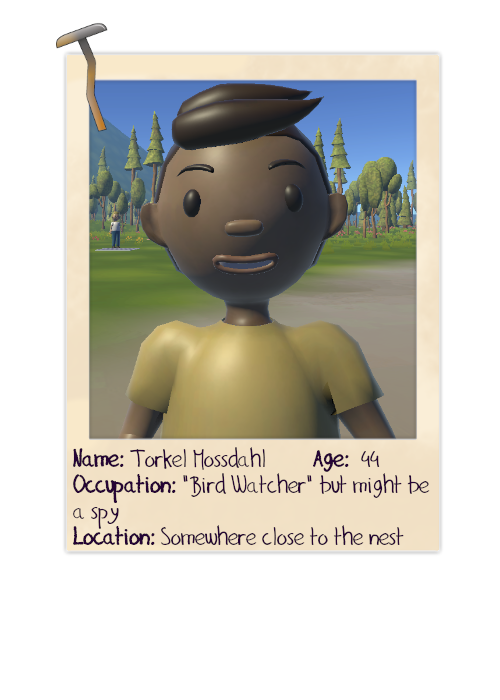 Name: Torkel Mossdahl Age: 44
Occupation: "Bird Watcher" but might be
a spy
Location: Somewhere close to the nest